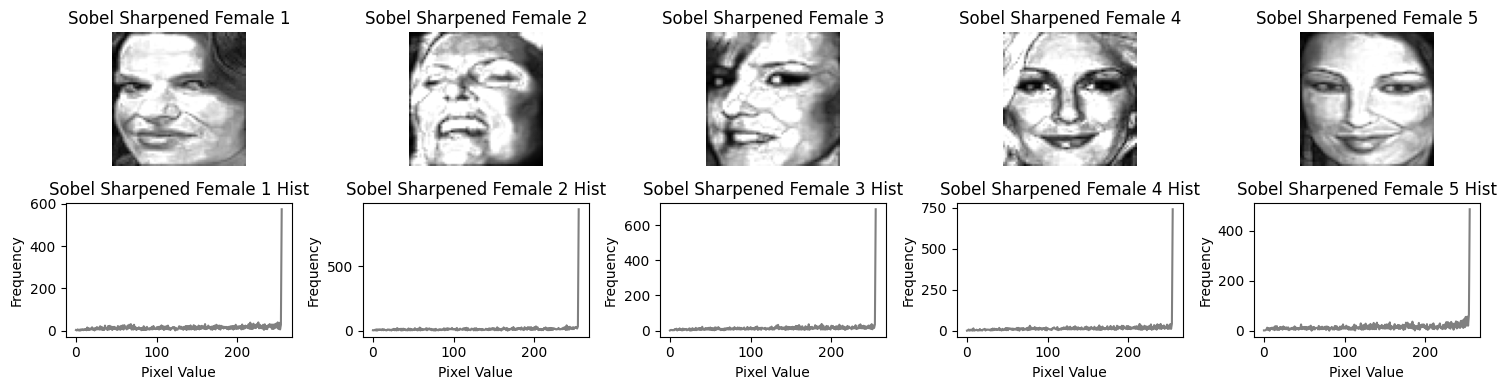 Sobel Sharpened Female 1
Sobel Sharpened Female 2
Sobel Sharpened Female 3
Sobel Sharpened Female 4
Sobel Sharpened Female 5
Sobel Sharpened Female 1 Hist
600
400
200
0
Frequency
0 100 200
Pixel Value
Sobel Sharpened Female 2 Hist
500
0
Frequency
0 100 200
Pixel Value
Sobel Sharpened Female 3 Hist
600
400
200
0
Frequency
0 100 200
Pixel Value
Sobel Sharpened Female 4 Hist
750
500
250
0
Frequency
0 100 200
Pixel Value
Sobel Sharpened Female 5 Hist
400
200
0
Frequency
0 100 200
Pixel Value